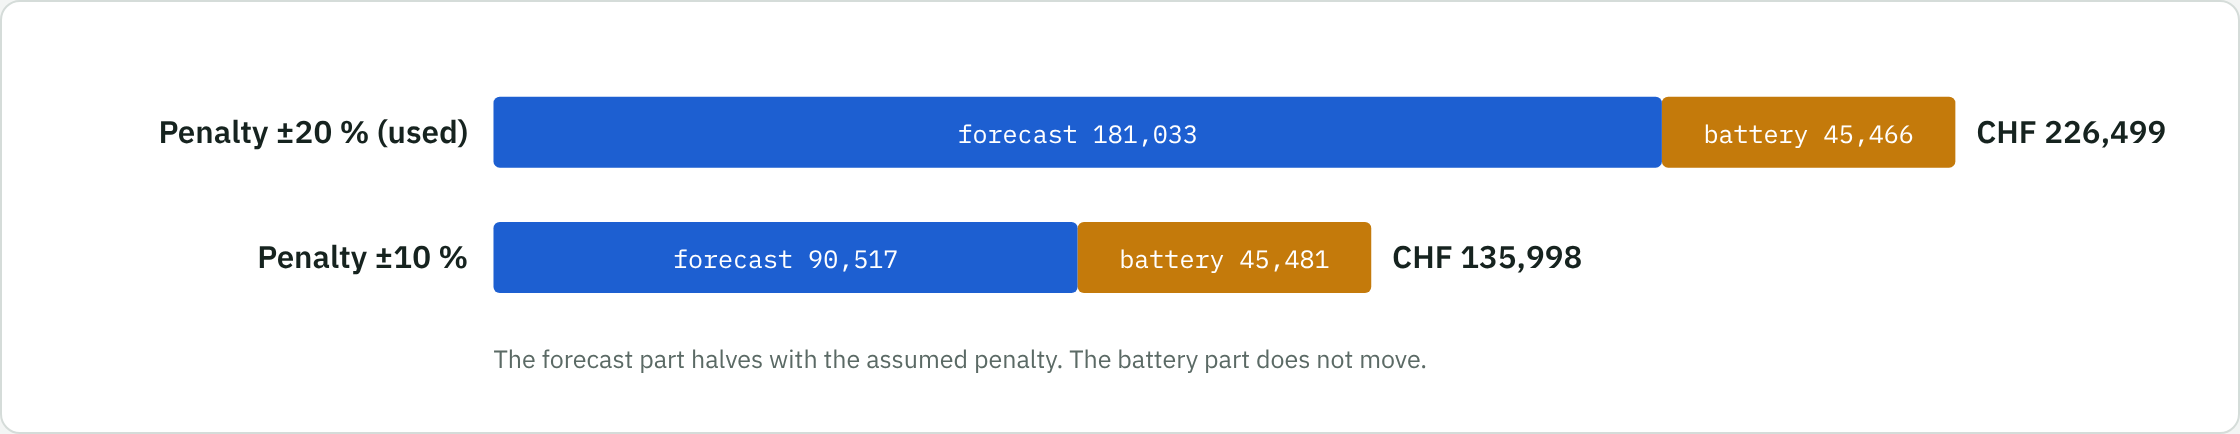 Penalty ±20 % (used) forecast 181,033 battery 45,466 CHF 226,499
Penalty ±10 % forecast 90,517 battery 45,481 CHF 135,998
The forecast part halves with the assumed penalty. The battery part does not move.